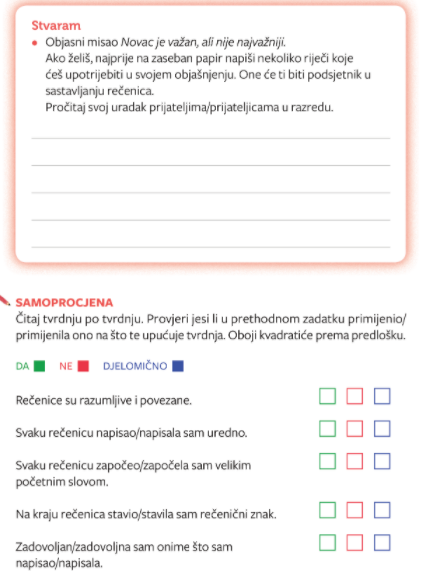 Stvaram
• Objasni misao Novac je važan, ali nije najvažniji.
Ako želiš, najprije na zaseban papir napiši nekoliko riječi koje
ćeš upotrijebiti u svojem objašnjenju. One će ti biti podsjetnik u
sastavljanju rečenica.
Pročitaj svoj uradak prijateljima/prijateljicama u razredu.
SAMOPROCJENA
Čitaj tvrdnju po tvrdnju. Provjeri jesi li u prethodnom zadatku primijenio/
primijenila ono na što te upućuje tvrdnja. Oboji kvadratiće prema predlošku.
DA NE DJELOMIČNO
Rečenice su razumljive i povezane.
Svaku rečenicu napisao/napisala sam uredno.
Svaku rečenicu započeo/započela sam velikim
početnim slovom.
Na kraju rečenica stavio/stavila sam rečenični znak.
Zadovoljan/zadovoljna sam onime što sam
napisao/napisala.